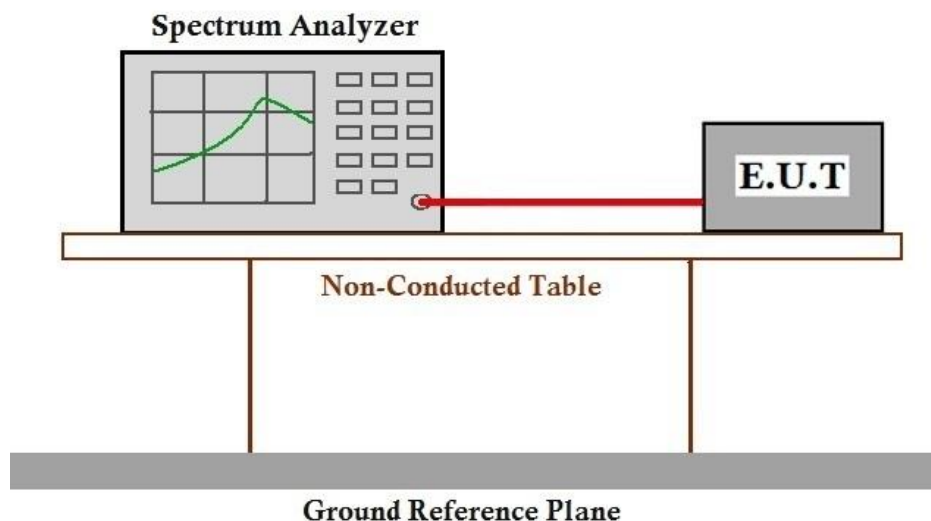 Spectrum Analyzer
E.U.T
Non-Conducted Table
Ground Reference Plane